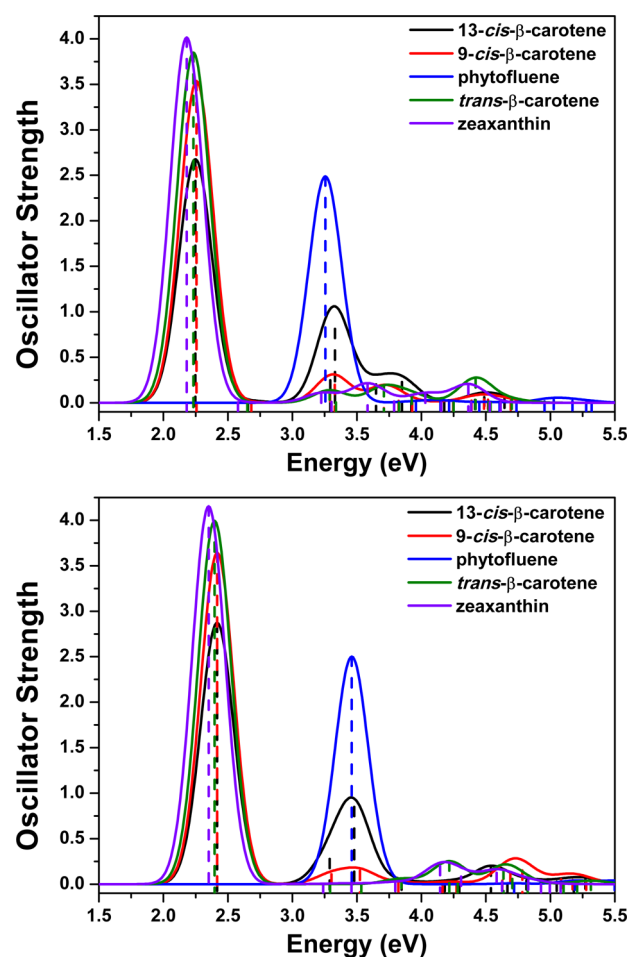 4.0
3.5
3.0
2.5
2.0
1.5
1.0
0.5
0.0
Oscillator Strength
13-cis-β-carotene
9-cis-β-carotene
phytofluene
trans-β-carotene
zeaxanthin
1.5 2.0 2.5 3.0 3.5 4.0 4.5 5.0 5.5
Energy (eV)
4.0
3.5
3.0
2.5
2.0
1.5
1.0
0.5
0.0
Oscillator Strength
13-cis-β-carotene
9-cis-β-carotene
phytofluene
trans-β-carotene
zeaxanthin
1.5 2.0 2.5 3.0 3.5 4.0 4.5 5.0 5.5
Energy (eV)